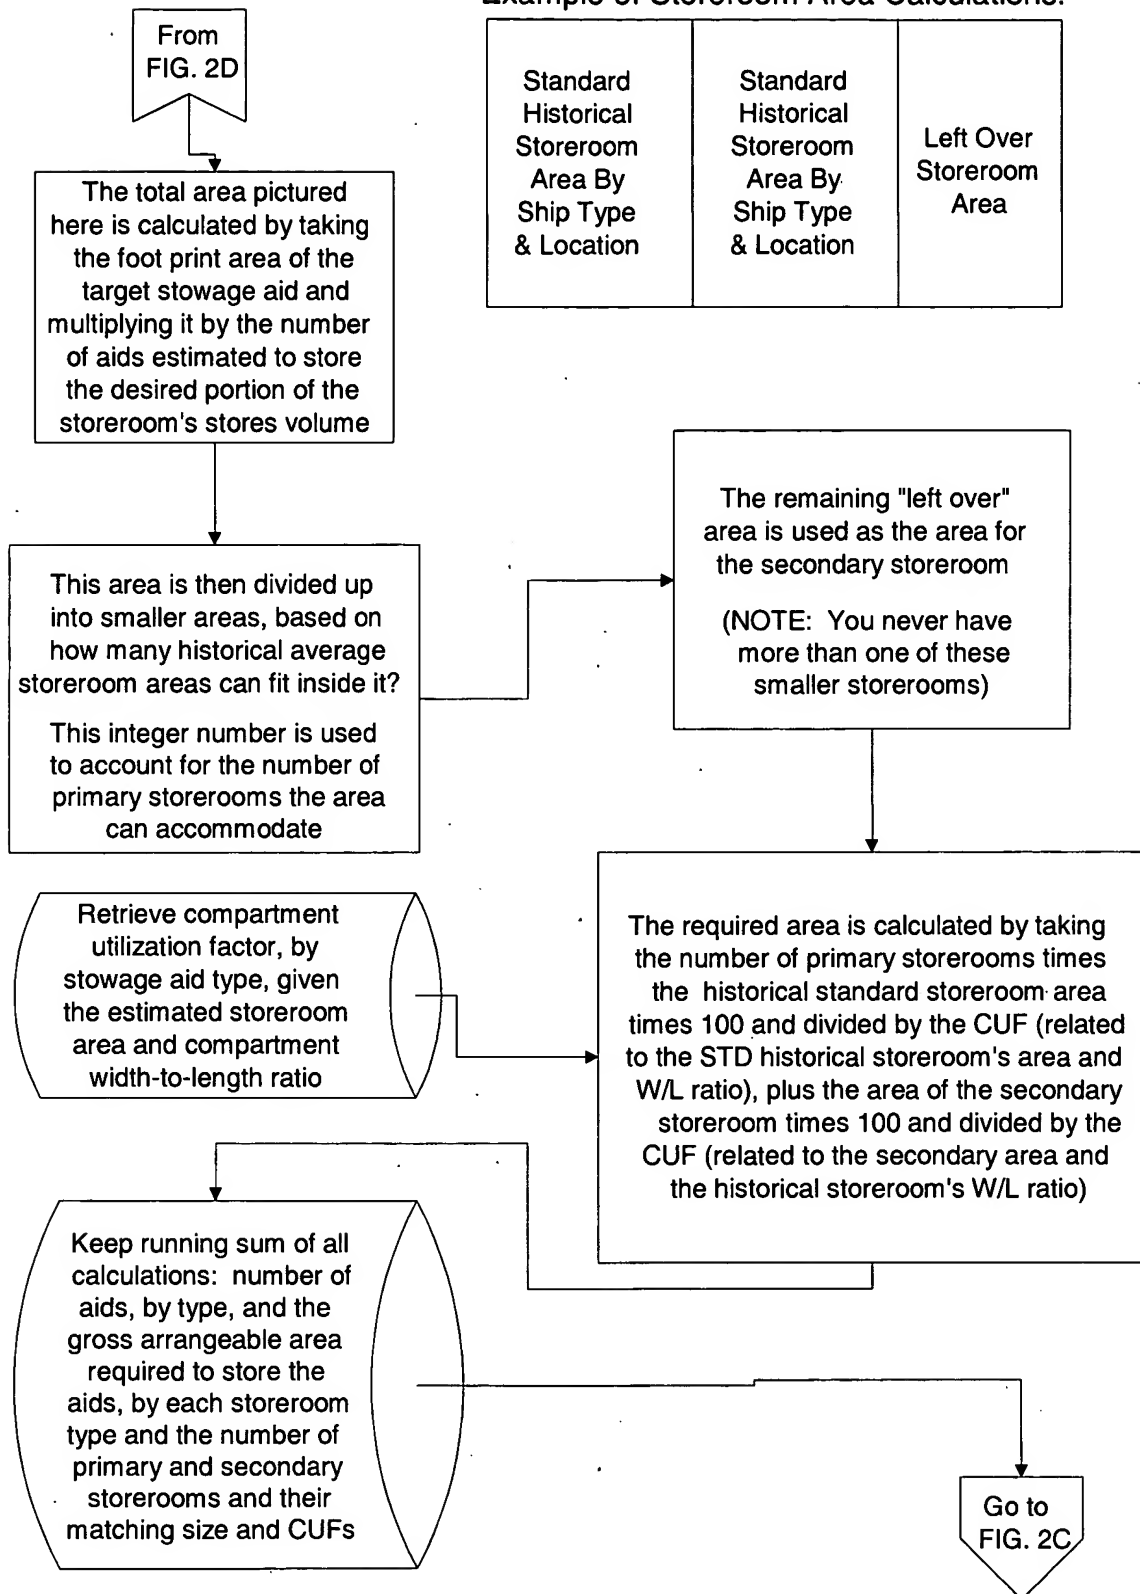 Example of Storeroom Area Calculations:
From
FIG. 2D
Standard
Historical
Storeroom
Area By
Ship Type
& Location
Standard
Historical
Storeroom
Area By
Ship Type
& Location
Left Over
Storeroom
Area
The total area pictured
here is calculated by taking
the foot print area of the
target stowage aid and
multiplying it by the number
of aids estimated to store
the desired portion of the
storeroom's stores volume
This area is then divided up
into smaller areas, based on
how many historical average
storeroom areas can fit inside it?
This integer number is used
to account for the number of
primary storerooms the area
can accommodate
The remaining "left over"
area is used as the area for
the secondary storeroom
(NOTE: You never have
more than one of these
smaller storerooms)
Retrieve compartment
utilization factor, by
stowage aid type, given
the estimated storeroom
area and compartment
width-to-length ratio
The required area is calculated by taking
the number of primary storerooms times
the historical standard storeroom area
times 100 and divided by the CUF (related
to the STD historical storeroom's area and
W/L ratio), plus the area of the secondary
storeroom times 100 and divided by the
CUF (related to the secondary area and
the historical storeroom's W/L ratio)
Keep running sum of all
calculations: number of
aids, by type, and the
gross arrangeable area
required to store the
aids, by each storeroom
type and the number of
primary and secondary
storerooms and their
matching size and CUFs
Go to
FIG. 2C